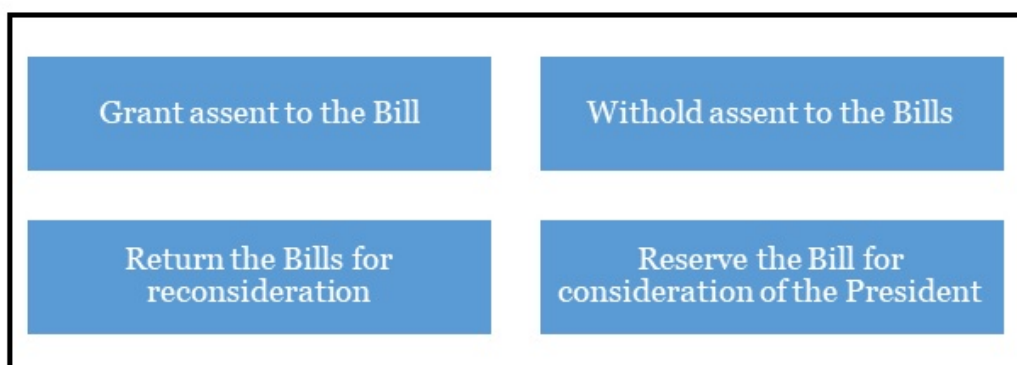 Grant assent to the Bill
Withold assent to the Bills
Return the Bills for
reconsideration
Reserve the Bill for
consideration of the President